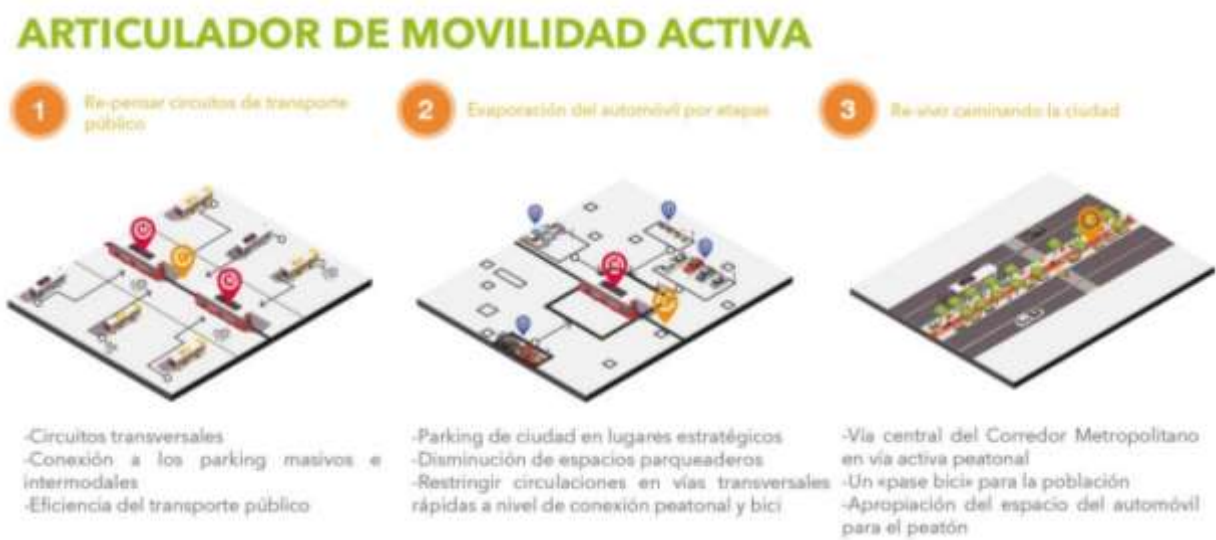 ARTICULADOR DE MOVILIDAD ACTIVA
1
Re-pensar circuitos de transporte
público
2
Evaporación del automóvil por etapas
3
Re-vivir caminando la ciudad
-Circuitos transversales
-Conexión a los parking masivos e
intermodales
-Eficiencia del transporte público
-Parking de ciudad en lugares estratégicos
-Disminución de espacios parqueaderos
-Restringir circulaciones en vías transversales
rápidas a nivel de conexión peatonal y bici
-Vía central del Corredor Metropolitano
en vía activa peatonal
-Un «pase bici» para la población
-Apropiación del espacio del automóvil
para el peatón